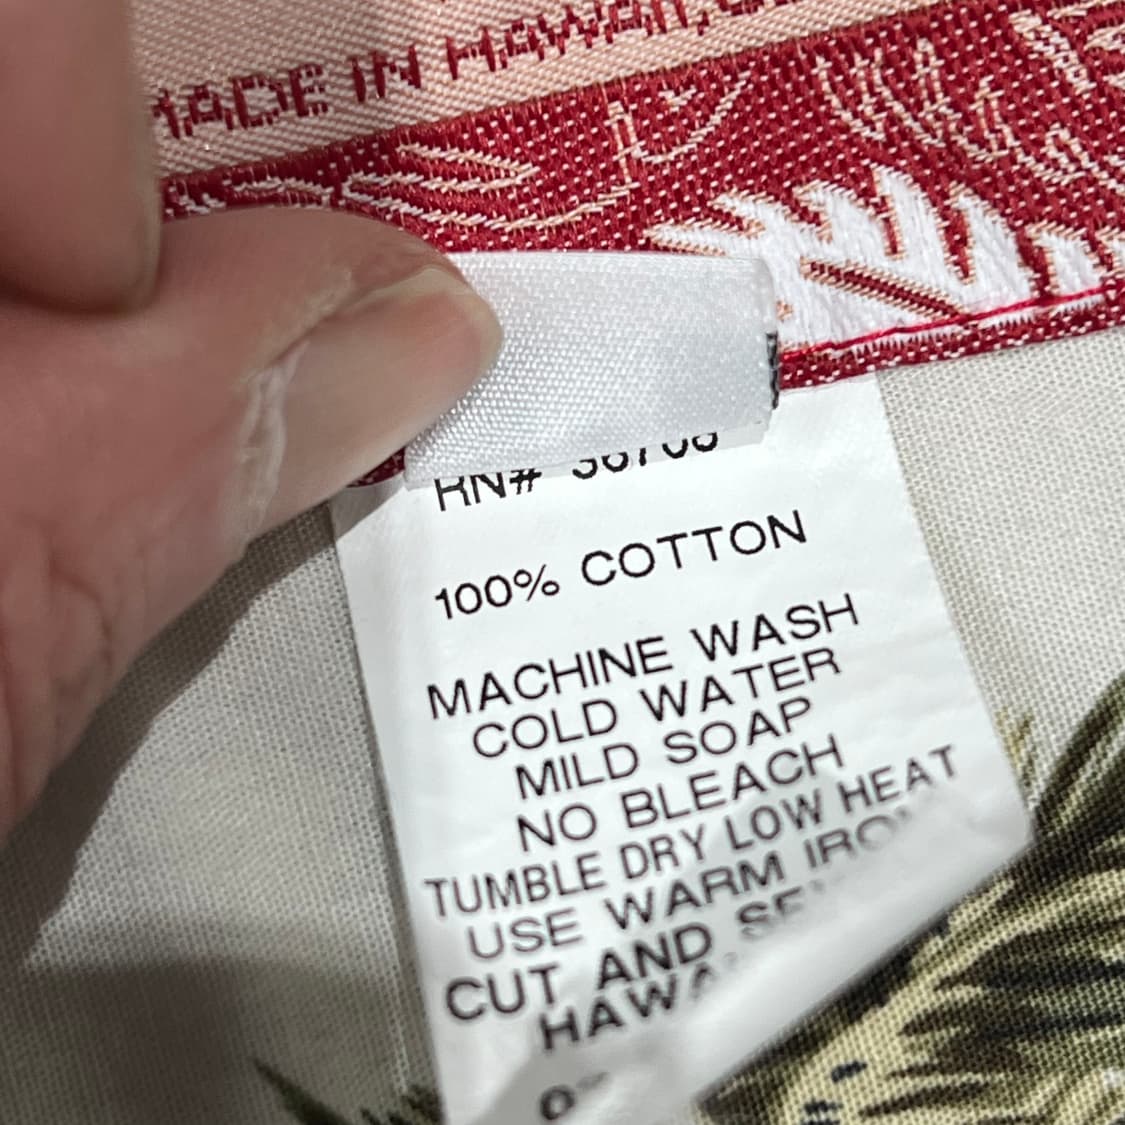 MADE IN HAWAII,
RN#
100% COTTON
MACHINE WASH
COLD WATER
MILD SOAP
NO BLEACH
TUMBLE DRY LOW HEAT
USE WARM IRON
CUT AND